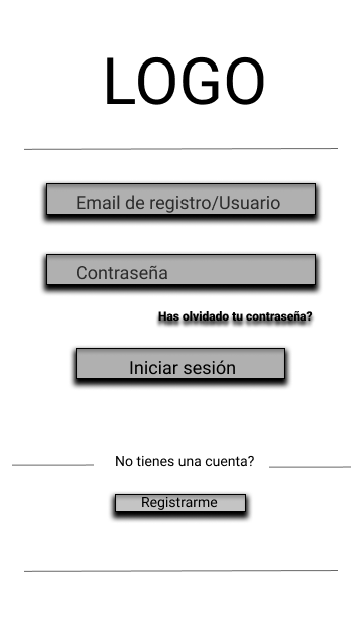 LOGO
Email de registro/Usuario
Contraseña
Has olvidado tu contraseña?
Iniciar sesión
No tienes una cuenta?
Registrarme